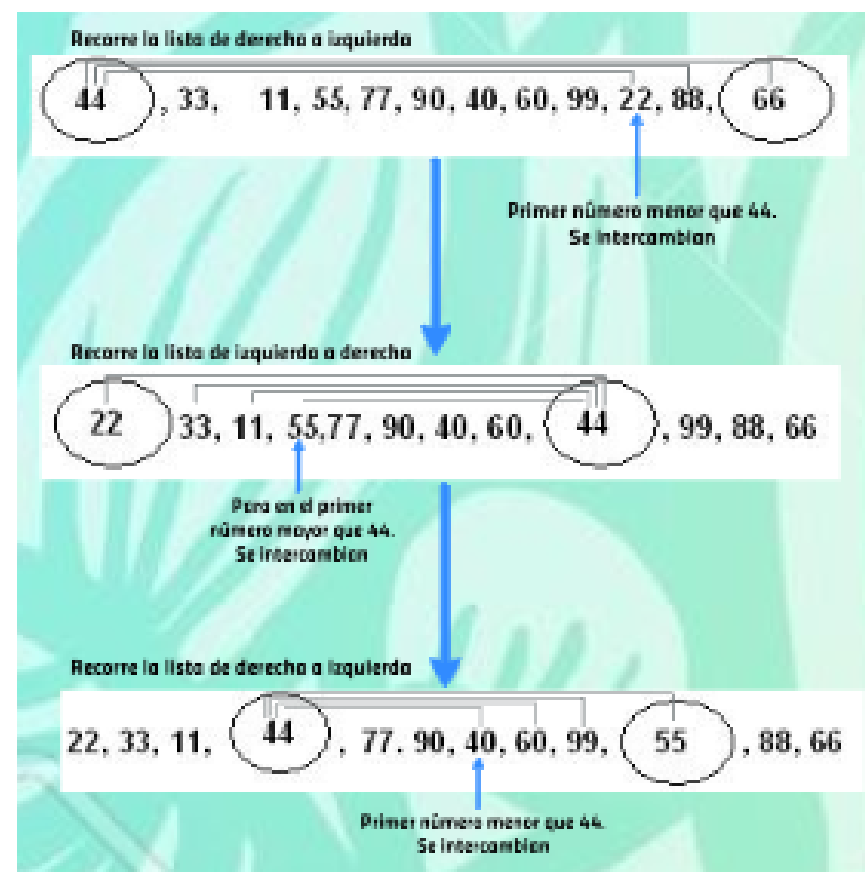 Recorre la lista de derecha a izquierda
44 , 33, 11, 55, 77, 90, 40, 60, 99, 22, 88, 66
Primer número menor que 44.
Se intercambian
Recorre la lista de izquierda a derecha
22 33, 11, 55,77, 90, 40, 60, 44 , 99, 88, 66
Para en el primer
número mayor que 44.
Se intercambian
Recorre la lista de derecha a izquierda
22, 33, 11, 44 , 77. 90, 40, 60, 99, 55 , 88, 66
Primer número menor que 44.
Se intercambian